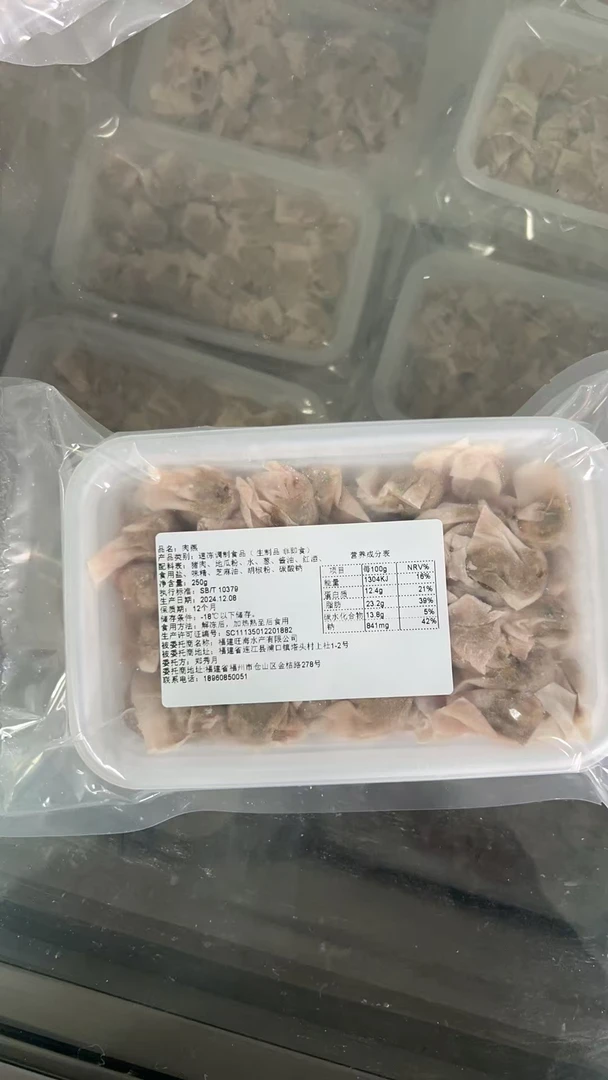 品名：肉燕
产品类别：速冻调制食品（生制品 非即食）
配料表：猪肉、地瓜粉、水、葱、酱油、红油、
食用盐、味精、芝麻油、胡椒粉、碳酸钠
净含量：250g
执行标准：SB/T 10379
生产日期：2024.12.08
保质期：12个月
储存条件：-18℃以下储存。
食用方法：解冻后，加热熟至后食用
生产许可证编号：SC11135012201882
被委托商名称：福建旺海水产有限公司
被委托商地址：福建省连江县浦口镇塔头村上社1-2号
委托方：郑秀月
委托商地址:福建省福州市仓山区金桔路278号
联系电话：18960850051
营养成分表
项目 每100g NRV%
能量 1304KJ 16%
蛋白质 12.4g 21%
脂肪 23.2g 39%
碳水化合物 13.8g 5%
钠 841mg 42%